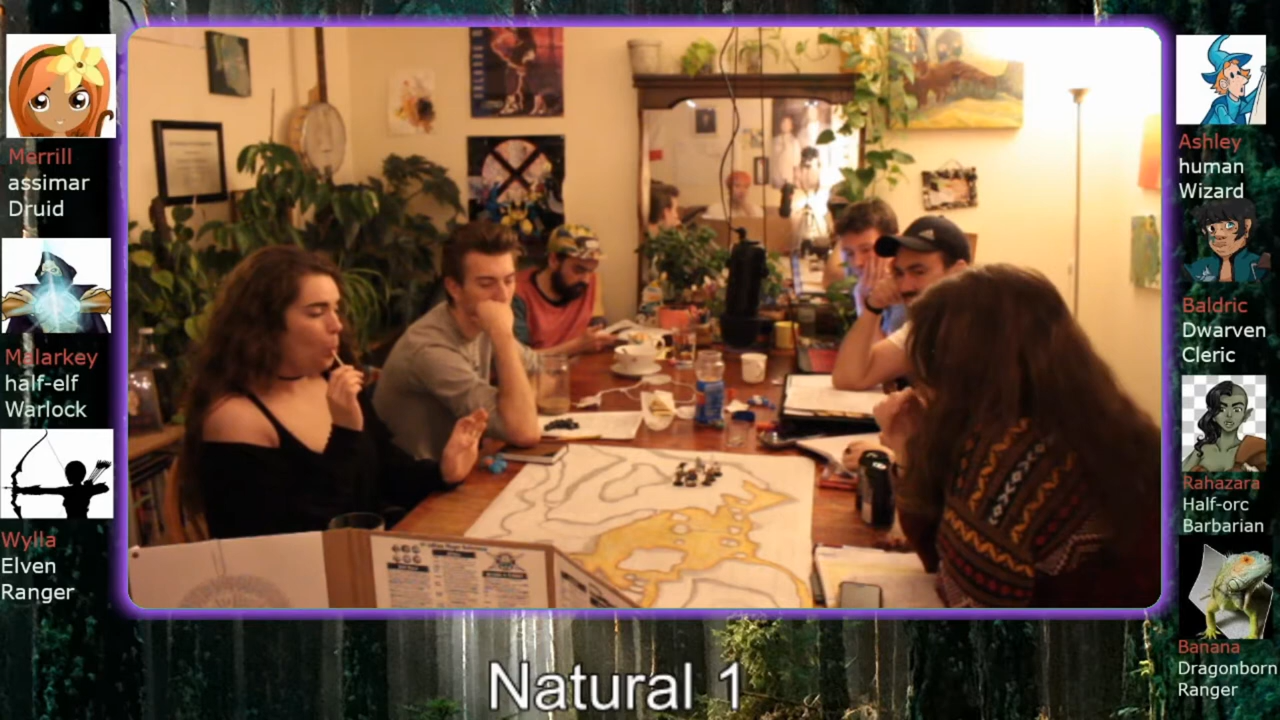 Merrill
assimar
Druid
Malarkey
half-elf
Warlock
Wylla
Elven
Ranger
Ashley
human
Wizard
Baldric
Dwarven
Cleric
Rahazara
Half-orc
Barbarian
Banana
Dragonborn
Ranger
Natural 1